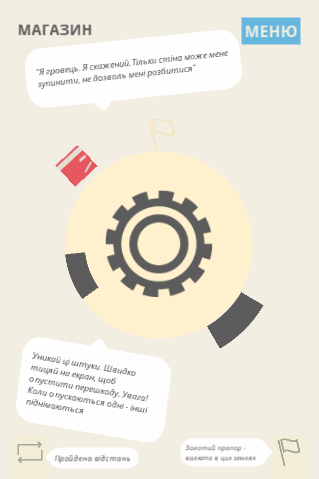 МАГАЗИН
МЕНЮ
"Я гравець. Я скажений. Тільки стіна може мене
зупинити, не дозволь мені розбитися"
Уникай ці штуки. Швидко
тицяй на екран, щоб
опустити перешкоду. Увага!
Коли опускаються одні - інші
піднімаються
Пройдена відстань
Золотий прапор -
валюта в цих землях